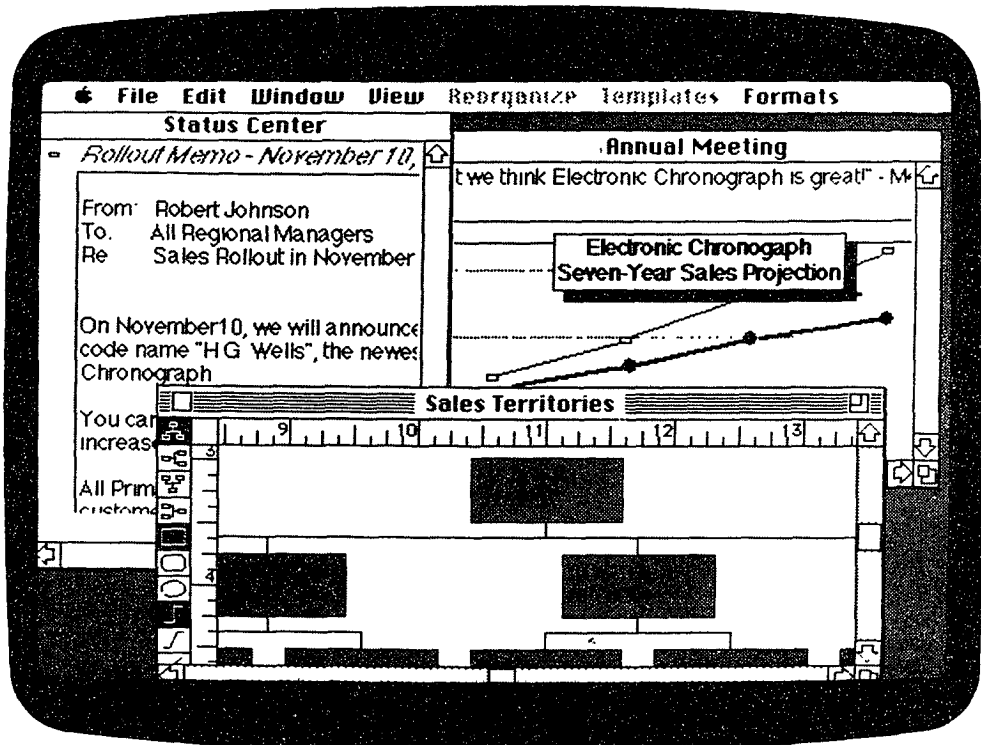 File Edit Window View Reorganize Templates Formats
Status Center
Rollout Memo - November 10,
From: Robert Johnson
To. All Regional Managers
Re Sales Rollout in November
On November10, we will announce
code name "H G Wells", the newes
Chronograph
You can
increase
All Prim
custome
Annual Meeting
t we think Electronic Chronograph is great!" - M
Electronic Chronogaph
Seven-Year Sales Projection
Sales Territories
9 10 11 12 13
3
4